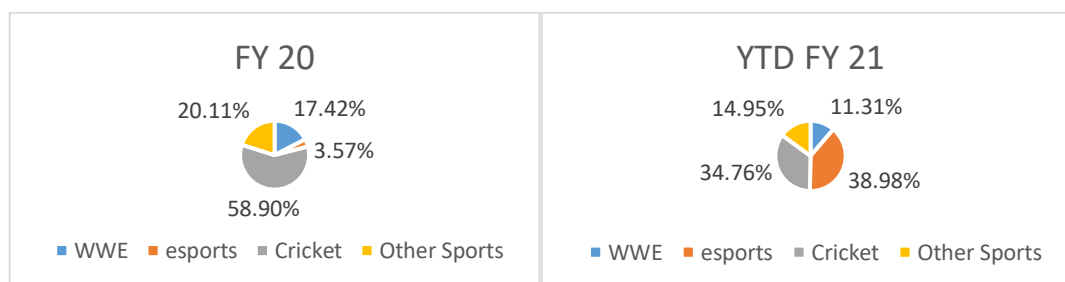 FY 20
20.11%
17.42%
3.57%
58.90%
WWE esports Cricket Other Sports
YTD FY 21
14.95%
11.31%
34.76%
38.98%
WWE esports Cricket Other Sports